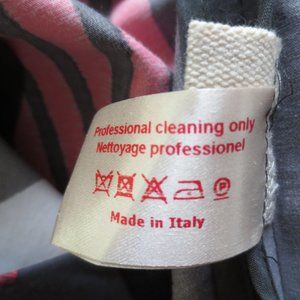 Professional cleaning only
Nettoyage professionel
P
Made in Italy